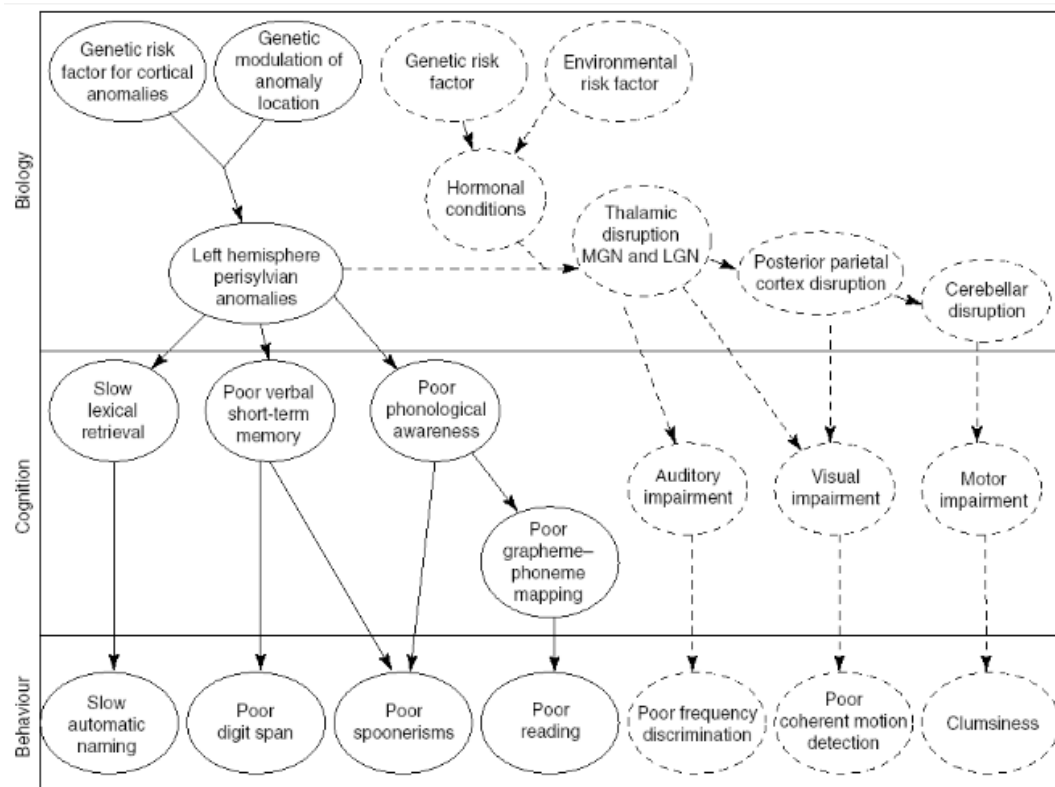 Biology
Genetic risk
factor for cortical
anomalies
Genetic
modulation of
anomaly
location
Genetic risk
factor
Environmental
risk factor
Hormonal
conditions
Thalamic
disruption
MGN and LGN
Left hemisphere
perisylvian
anomalies
Posterior parietal
cortex disruption
Cerebellar
disruption
Cognition
Slow
lexical
retrieval
Poor verbal
short-term
memory
Poor
phonological
awareness
Auditory
impairment
Visual
impairment
Motor
impairment
Poor
grapheme–
phoneme
mapping
Behaviour
Slow
automatic
naming
Poor
digit span
Poor
spoonerisms
Poor
reading
Poor frequency
discrimination
Poor
coherent motion
detection
Clumsiness